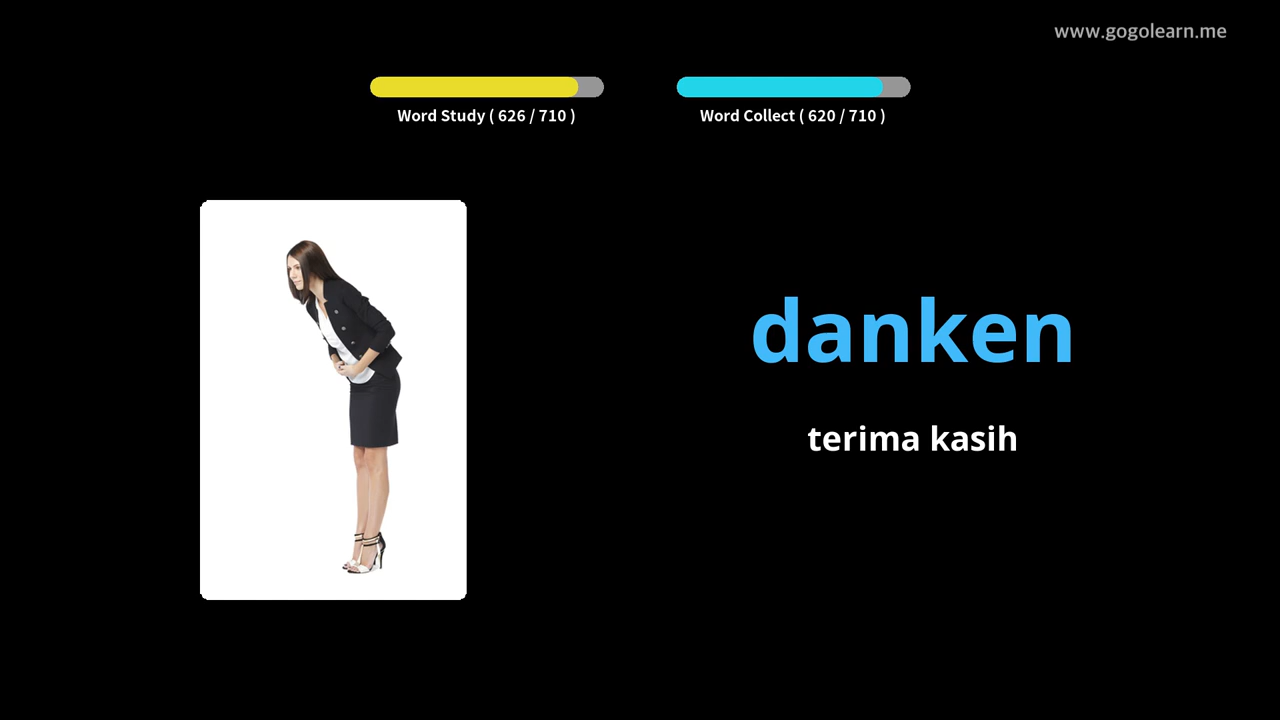 www.gogolearn.me
Word Study ( 626 / 710 )
Word Collect ( 620 / 710 )
danken
terima kasih